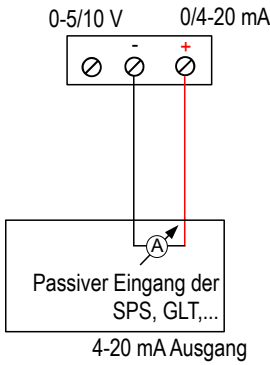 0-5/10 V 0/4-20 mA
- +
A
Passiver Eingang der
SPS, GLT,...
4-20 mA Ausgang